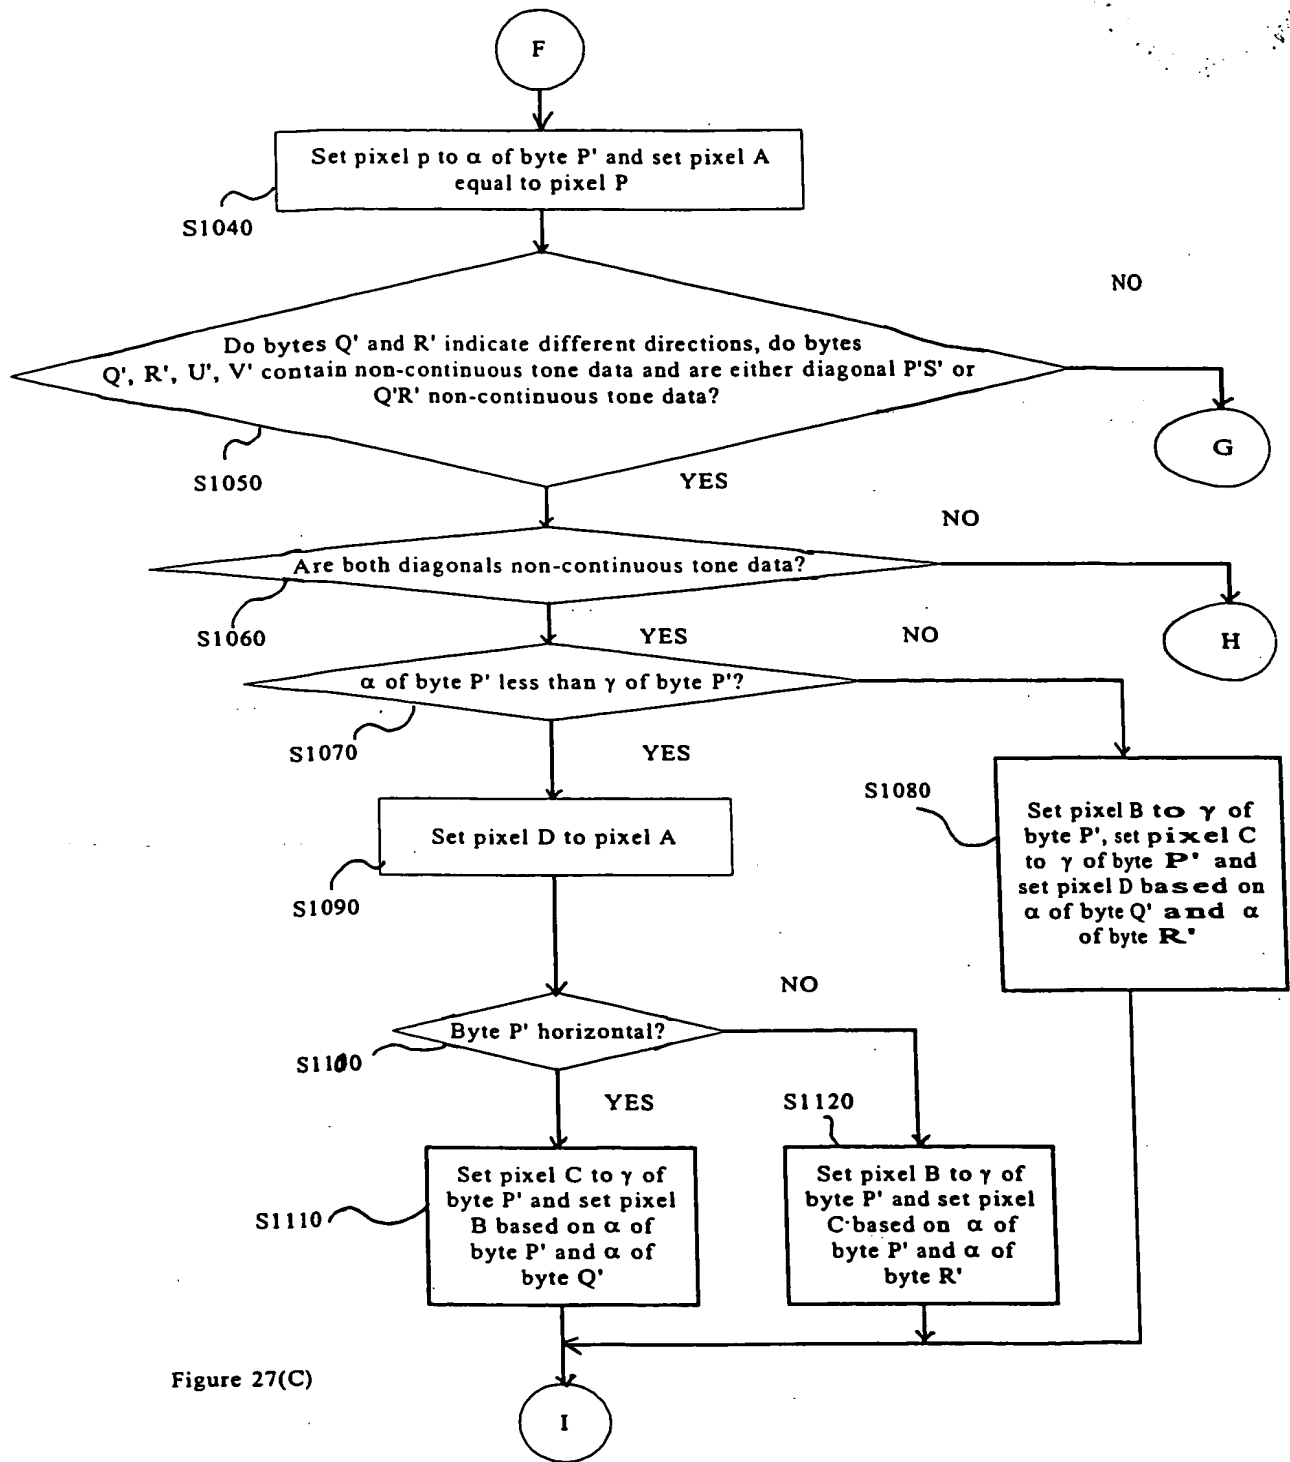 F
Set pixel p to α of byte P' and set pixel A
equal to pixel P
S1040
NO
Do bytes Q' and R' indicate different directions, do bytes
Q', R', U', V' contain non-continuous tone data and are either diagonal P'S' or
Q'R' non-continuous tone data?
G
S1050
YES
NO
Are both diagonals non-continuous tone data?
S1060
YES
NO
H
α of byte P' less than γ of byte P'?
S1070
YES
S1080
Set pixel B to γ of
byte P', set pixel C
to γ of byte P' and
set pixel D based on
α of byte Q' and α
of byte R'
Set pixel D to pixel A
S1090
NO
Byte P' horizontal?
S1100
YES
S1120
Set pixel C to γ of
byte P' and set pixel
B based on α of
byte P' and α of
byte Q'
S1110
Set pixel B to γ of
byte P' and set pixel
C based on α of
byte P' and α of
byte R'
Figure 27(C)
I